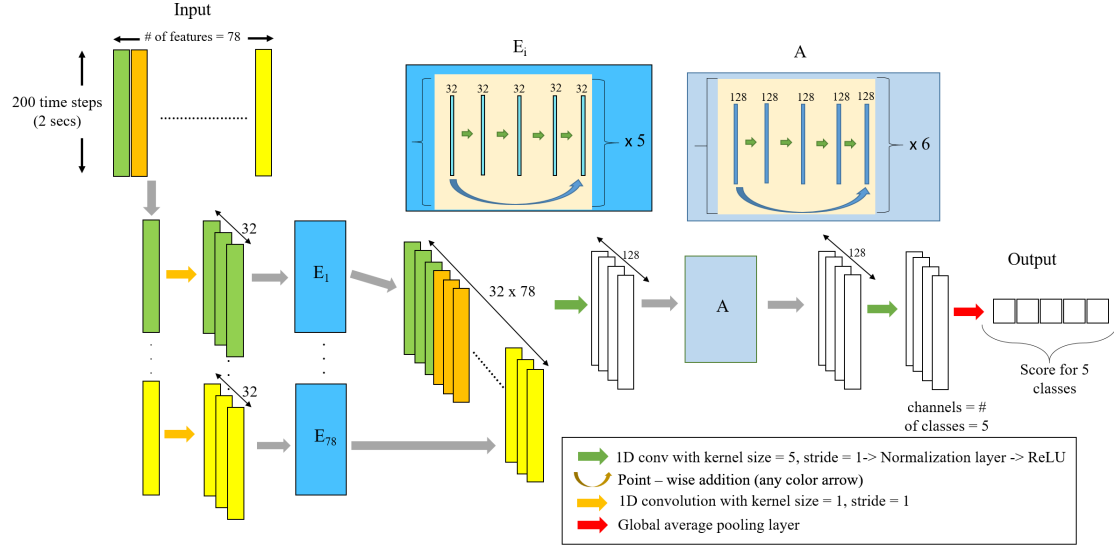 Input
# of features = 78
200 time steps
(2 secs)
E₁
E₇₈
32
32
Eᵢ
32 32 32 32 32
x 5
A
128 128 128 128 128
x 6
32 x 78
128
A
128
Output
Score for 5
classes
channels = #
of classes = 5
1D conv with kernel size = 5, stride = 1-> Normalization layer -> ReLU
Point – wise addition (any color arrow)
1D convolution with kernel size = 1, stride = 1
Global average pooling layer